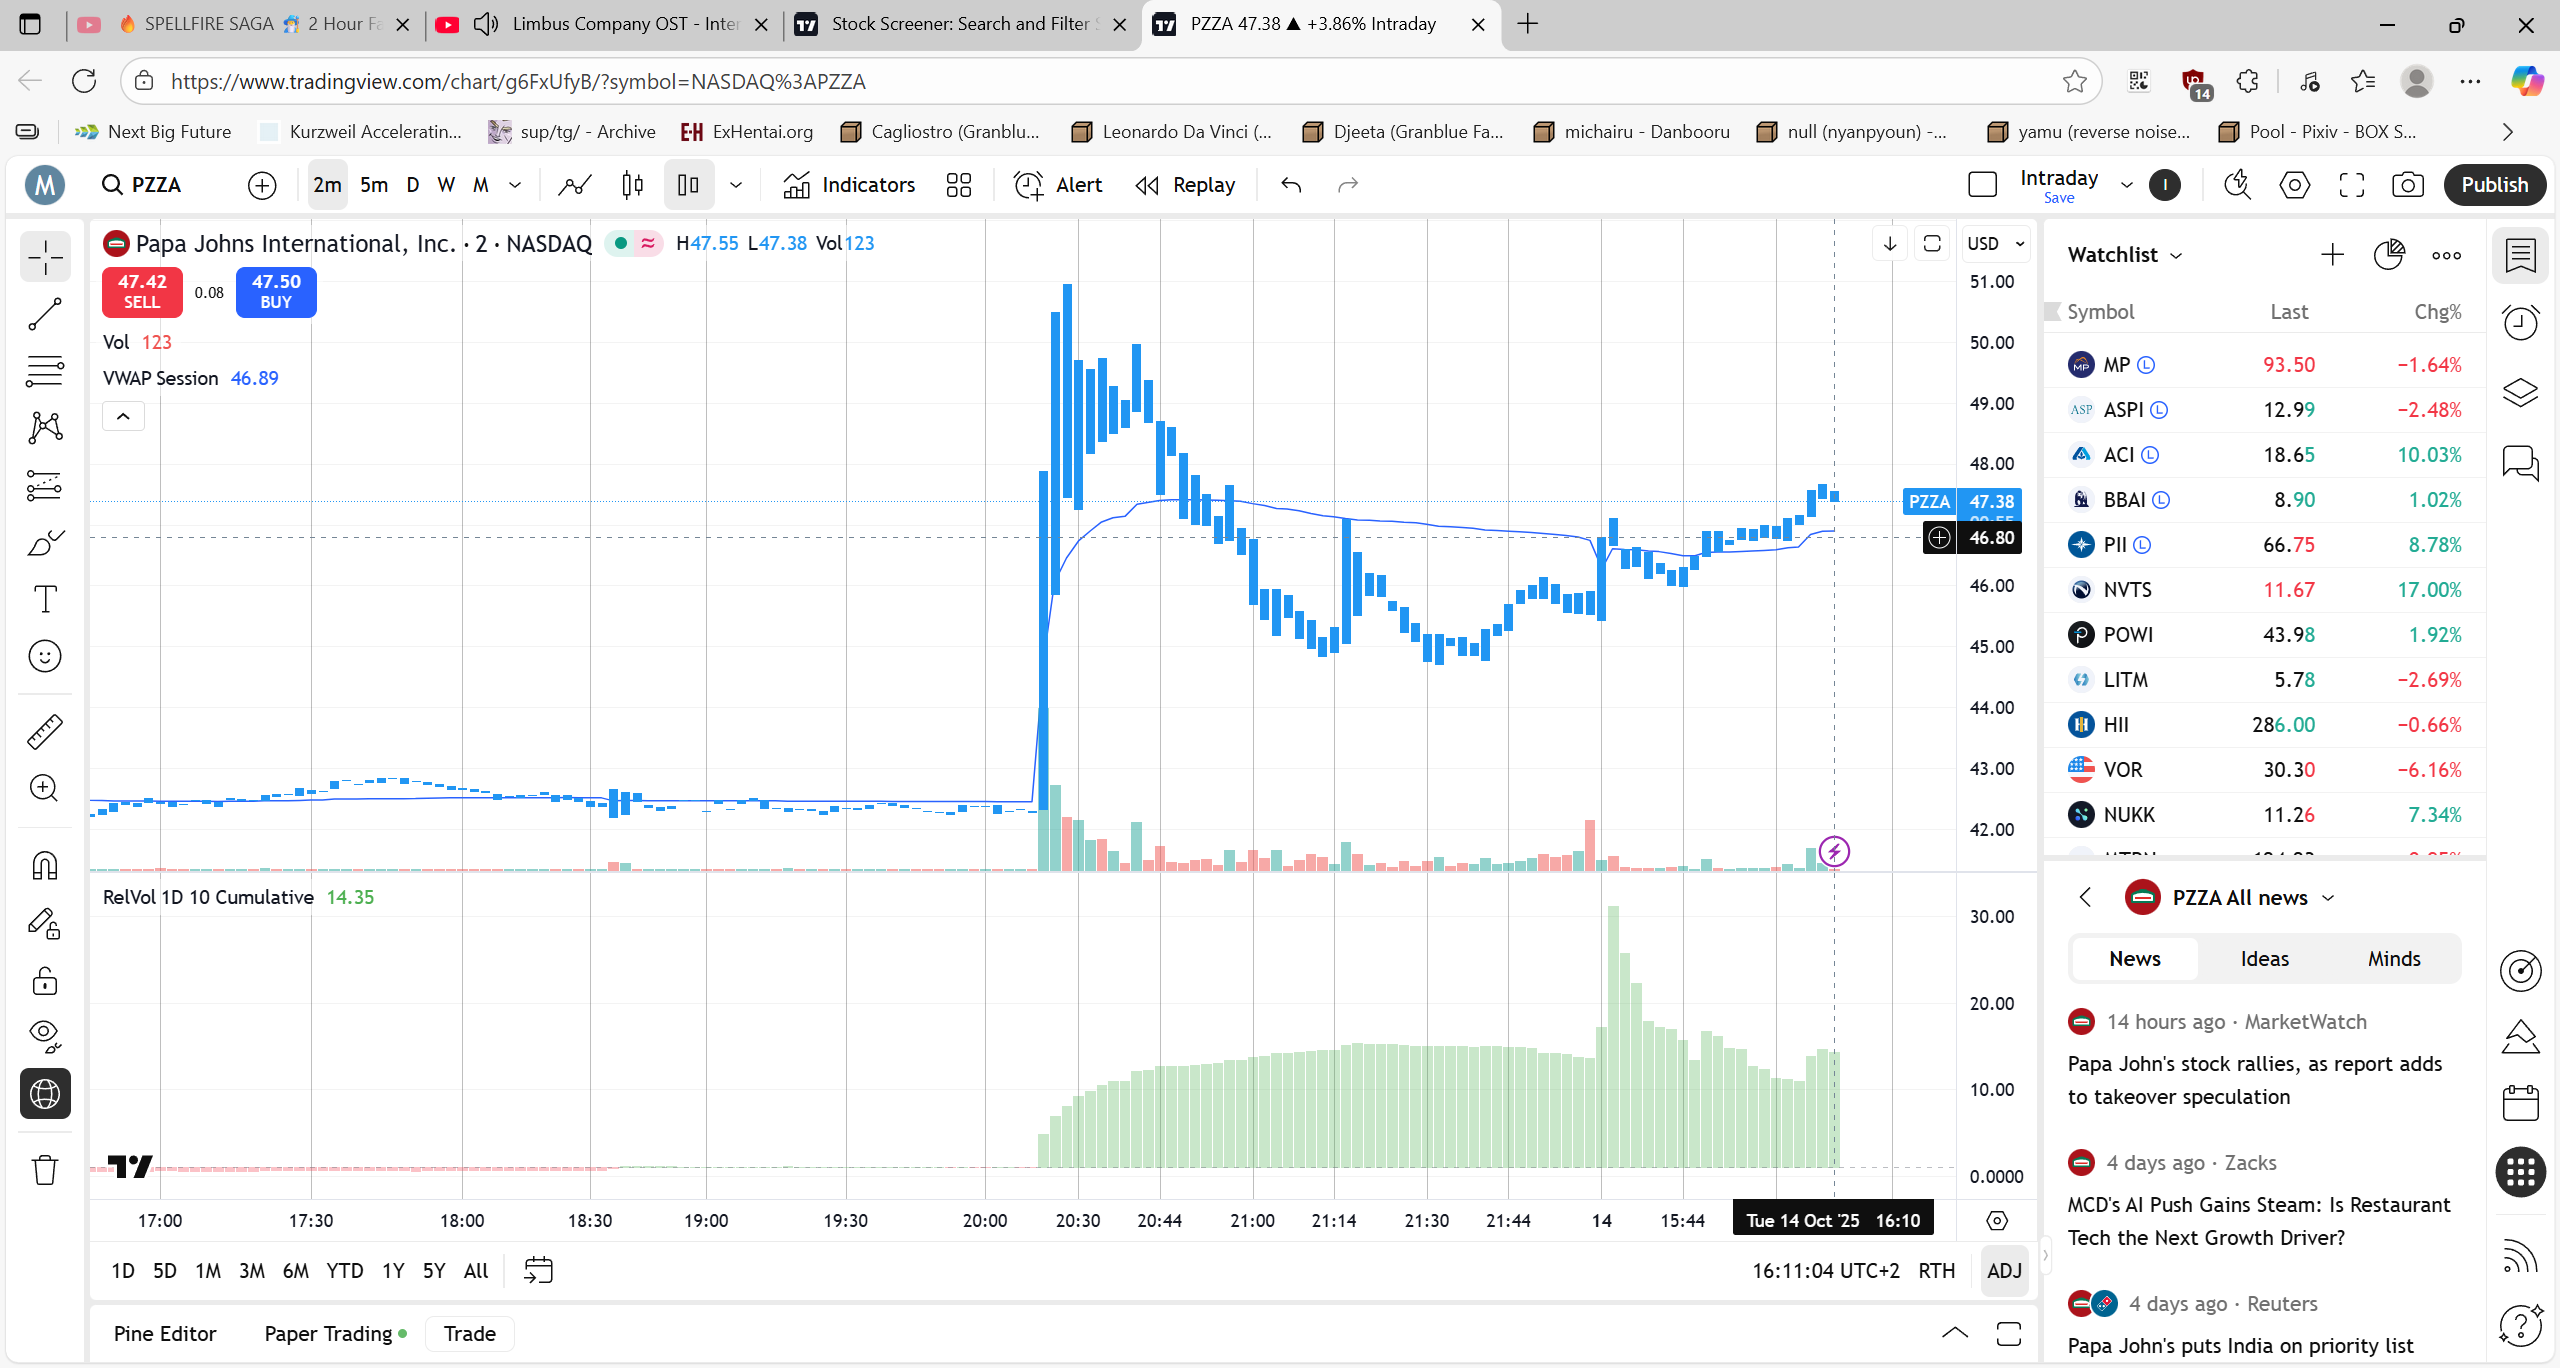 🔥 SPELLFIRE SAGA 🧙 2 Hour Fa
Limbus Company OST - Inter
Stock Screener: Search and Filter S
PZZA 47.38 ▲ +3.86% Intraday
https://www.tradingview.com/chart/g6FxUfyB/?symbol=NASDAQ%3APZZA
14
Next Big Future
Kurzweil Acceleratin...
sup/tg/ - Archive
E-H ExHentai.org
Cagliostro (Granblu...
Leonardo Da Vinci (...
Djeeta (Granblue Fa...
michairu - Danbooru
null (nyanpyoun) -...
yamu (reverse noise...
Pool - Pixiv - BOX S...
M PZZA 2m 5m D W M Indicators Alert Replay
Intraday
Save
I
Publish
Papa Johns International, Inc. · 2 · NASDAQ H47.55 L47.38 Vol123
47.42
SELL
0.08
47.50
BUY
Vol 123
VWAP Session 46.89
USD
51.00
50.00
49.00
48.00
PZZA 47.38
46.80
46.00
45.00
44.00
43.00
42.00
RelVol 1D 10 Cumulative 14.35
30.00
20.00
10.00
0.0000
17:00 17:30 18:00 18:30 19:00 19:30 20:00 20:30 20:44 21:00 21:14 21:30 21:44 14 15:44 Tue 14 Oct '25 16:10
1D 5D 1M 3M 6M YTD 1Y 5Y All
16:11:04 UTC+2 RTH ADJ
Pine Editor Paper Trading Trade
Watchlist
Symbol Last Chg%
MP L 93.50 −1.64%
ASP ASPI L 12.99 −2.48%
ACI L 18.65 10.03%
BBAI L 8.90 1.02%
PII L 66.75 8.78%
NVTS 11.67 17.00%
POWI 43.98 1.92%
LITM 5.78 −2.69%
HII 286.00 −0.66%
VOR 30.30 −6.16%
NUKK 11.26 7.34%
PZZA All news
News Ideas Minds
14 hours ago · MarketWatch
Papa John's stock rallies, as report adds
to takeover speculation
4 days ago · Zacks
MCD's AI Push Gains Steam: Is Restaurant
Tech the Next Growth Driver?
4 days ago · Reuters
Papa John's puts India on priority list